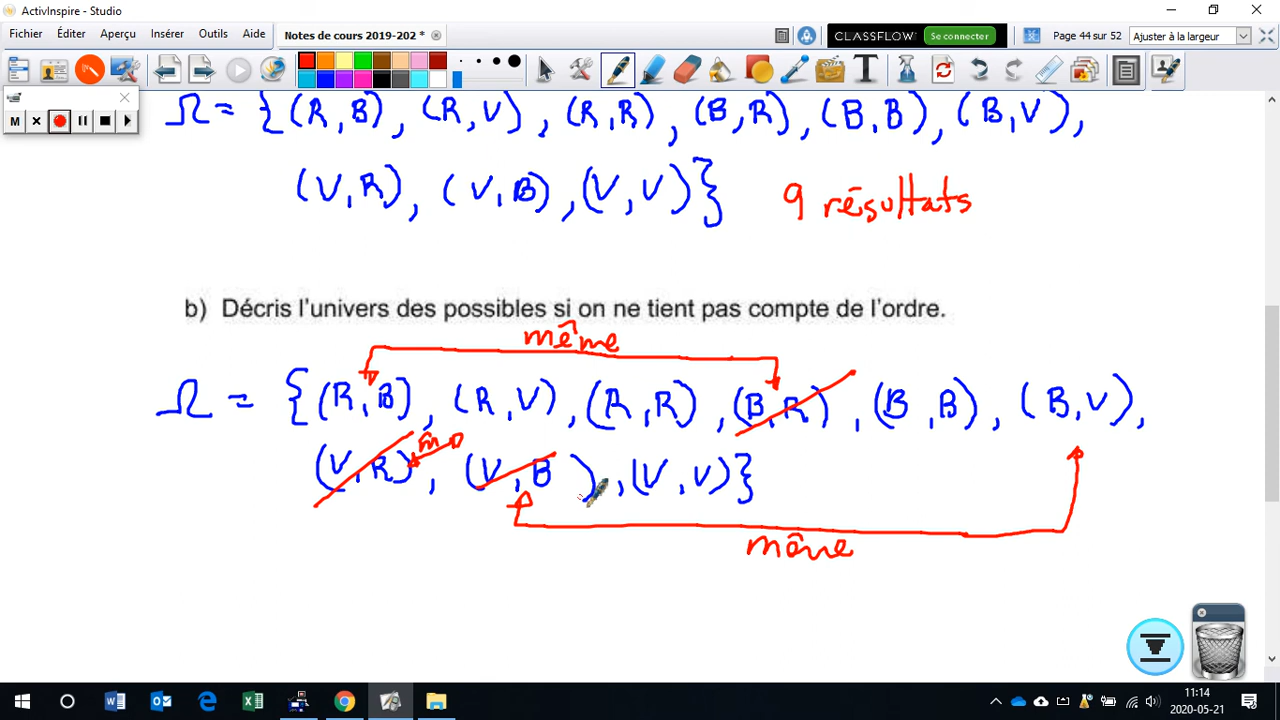 ActivInspire - Studio
Fichier Éditer Aperçu Insérer Outils Aide Notes de cours 2019-202 * CLASSFLOW Se connecter Page 44 sur 52 Ajuster à la largeur
M
Ω = {(R,B), (R,V), (R,R), (B,R), (B,B), (B,V),
(V,R), (V,B), (V,V)} 9 résultats
b) Décris l'univers des possibles si on ne tient pas compte de l'ordre.
même
Ω = {(R,B), (R,V), (R,R), (B,R), (B,B), (B,V),
(V,R), (V,B), (V,V)}
même
11:14
2020-05-21